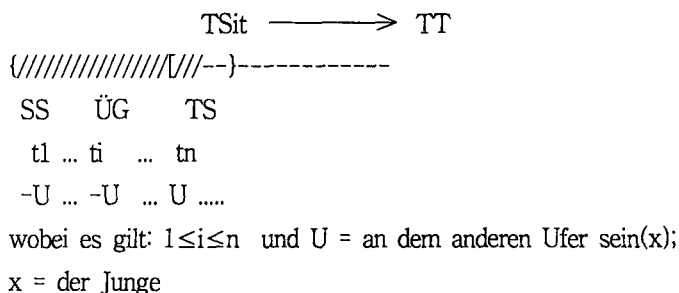 TSit ———> TT
{/////////////////[///--}------------
SS ÜG TS
t1 ... ti ... tn
-U ... -U ... U .....
wobei es gilt: 1≤i≤n und U = an dem anderen Ufer sein(x);
x = der Junge